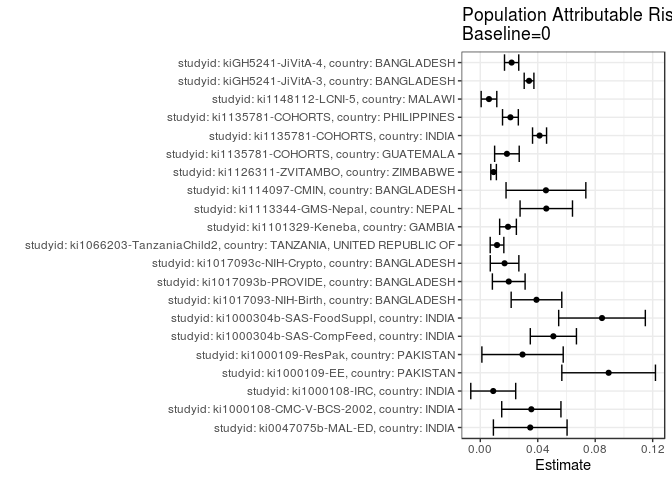 Population Attributable Ris
Baseline=0
studyid: kiGH5241-JiVitA-4, country: BANGLADESH
studyid: kiGH5241-JiVitA-3, country: BANGLADESH
studyid: ki1148112-LCNI-5, country: MALAWI
studyid: ki1135781-COHORTS, country: PHILIPPINES
studyid: ki1135781-COHORTS, country: INDIA
studyid: ki1135781-COHORTS, country: GUATEMALA
studyid: ki1126311-ZVITAMBO, country: ZIMBABWE
studyid: ki1114097-CMIN, country: BANGLADESH
studyid: ki1113344-GMS-Nepal, country: NEPAL
studyid: ki1101329-Keneba, country: GAMBIA
studyid: ki1066203-TanzaniaChild2, country: TANZANIA, UNITED REPUBLIC OF
studyid: ki1017093c-NIH-Crypto, country: BANGLADESH
studyid: ki1017093b-PROVIDE, country: BANGLADESH
studyid: ki1017093-NIH-Birth, country: BANGLADESH
studyid: ki1000304b-SAS-FoodSuppl, country: INDIA
studyid: ki1000304b-SAS-CompFeed, country: INDIA
studyid: ki1000109-ResPak, country: PAKISTAN
studyid: ki1000109-EE, country: PAKISTAN
studyid: ki1000108-IRC, country: INDIA
studyid: ki1000108-CMC-V-BCS-2002, country: INDIA
studyid: ki0047075b-MAL-ED, country: INDIA
0.00 0.04 0.08 0.12
Estimate